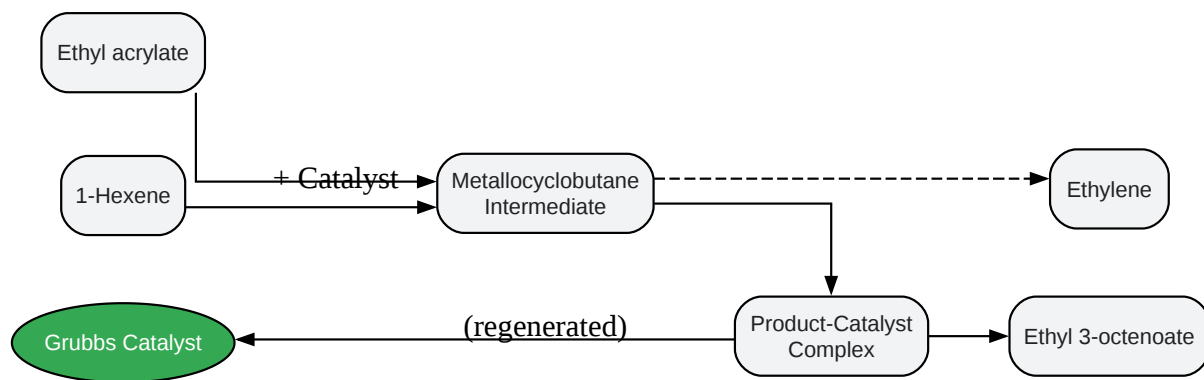 Ethyl acrylate
1-Hexene
+ Catalyst
Metallocyclobutane
Intermediate
Ethylene
Grubbs Catalyst
(regenerated)
Product-Catalyst
Complex
Ethyl 3-octenoate